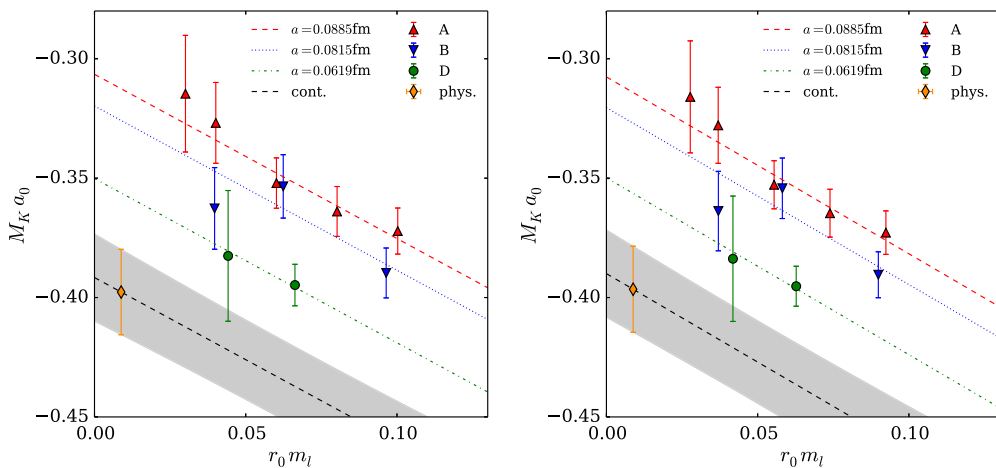 −0.30
−0.35
−0.40
−0.45
M_K a_0
a=0.0885fm
a=0.0815fm
a=0.0619fm
cont.
A
B
D
phys.
0.00
0.05
0.10
r_0 m_l
−0.30
−0.35
−0.40
−0.45
M_K a_0
a=0.0885fm
a=0.0815fm
a=0.0619fm
cont.
A
B
D
phys.
0.00
0.05
0.10
r_0 m_l